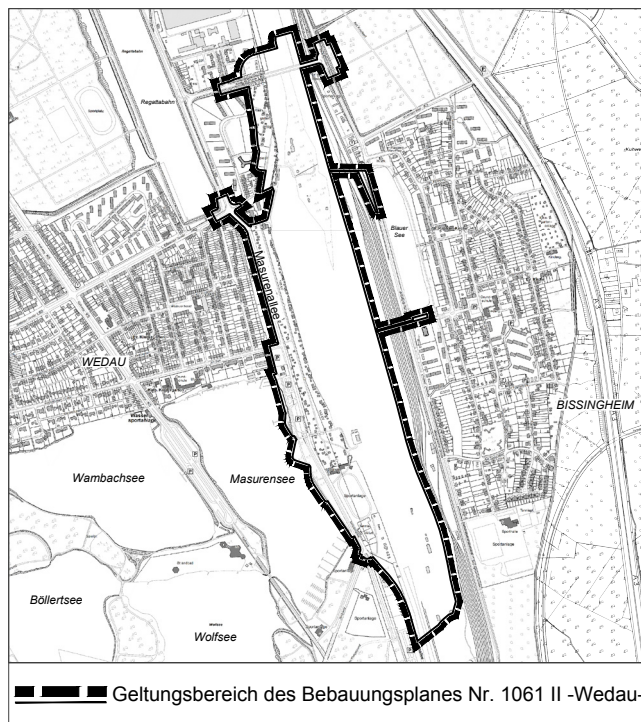 Regattabahn
Regattabahn
Blauer
See
Masurenallee
WEDAU
BISSINGHEIM
Wambachsee
Masurensee
Böllertsee
Wolfsee
Sportanlage
Sportanlage
Geltungsbereich des Bebauungsplanes Nr. 1061 II -Wedau-